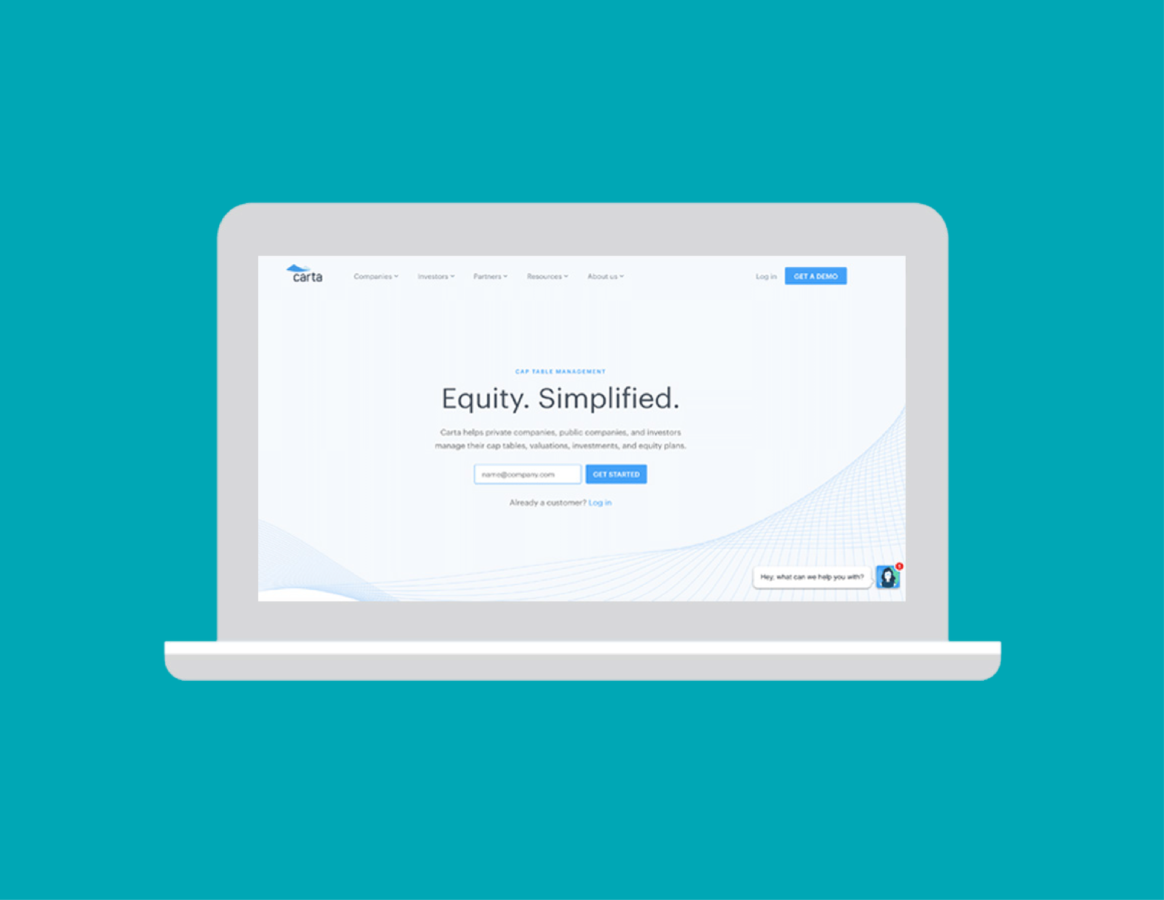 carta
Companies
Investors
Partners
Resources
About us
Log in
GET A DEMO
CAP TABLE MANAGEMENT
Equity. Simplified.
Carta helps private companies, public companies, and investors
manage their cap tables, valuations, investments, and equity plans.
name@company.com
GET STARTED
Already a customer? Log in
Hey, what can we help you with?